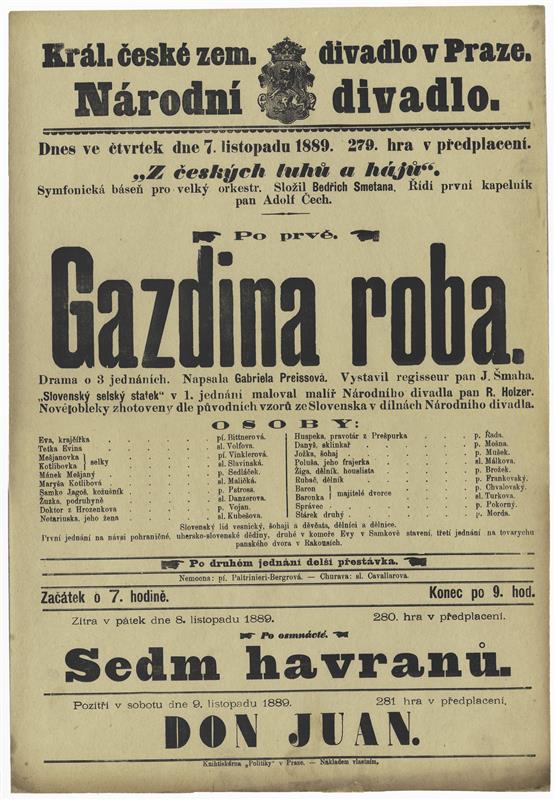 Král. české zem. divadlo v Praze.
Národní divadlo.
Dnes ve čtvrtek dne 7. listopadu 1889. 279. hra v předplacení.
„Z českých luhů a hájů“.
Symfonická báseň pro velký orkestr. Složil Bedřich Smetana. Řídí první kapelník
pan Adolf Čech.
Po prvé.
Gazdina roba.
Drama o 3 jednáních. Napsala Gabriela Preissová. Vystavil regisseur pan J. Šmaha.
„Slovenský selský statek“ v 1. jednání maloval malíř Národního divadla pan R. Holzer.
Novétobleky zhotoveny dle původních vzorů ze Slovenska v dílnách Národního divadla.
OSOBY:
Eva, krajčířka . . . . pí. Bittnerová.
Tetka Evina . . . . sl. Volfova.
Mešjanovka } selky . . . . pí. Vinklerová.
Kotlibovka } selky . . . . sl. Slavinská.
Mánek Mešjaný . . . . p. Sedláček.
Maryša Kotlibová . . . . sl. Maličká.
Samko Jagoš, kožušník . . . . p. Petrosa.
Žuzka, podruhyně . . . . sl. Danzerova.
Doktor z Hrozenkova . . . . p. Vojan.
Notariuska, jeho žena . . . . sl. Kubešova.
Huspeka, pravotár z Prešpurka . . . . p. Řada.
Danyš, sklinkař . . . . p. Mošna.
Jožka, šohaj . . . . p. Mušek.
Poluša, jeho frajerka . . . . sl. Málkova.
Žiga, dělník, houslista . . . . p. Brožek.
Rubač, dělník . . . . p. Frankovský.
Baron } majitelé dvorce . . . . p. Chvalovský.
Baronka } majitelé dvorce . . . . sl. Turkova.
Správec . . . . p. Pokorný.
Stárek druhý . . . . p. Morda.
Slovenský lid vesnický, šohaji a děvčata, dělníci a dělnice.
První jednání na návsi pohraničné, uhersko-slovenské dědiny, druhé v komoře Evy v Samkově stavení, třetí jednání na tovarychu
panského dvora v Rakousích.
Po druhém jednání delší přestávka.
Nemocna: pí. Paltrinieri-Bergrová. — Churava: sl. Cavallarova.
Začátek o 7. hodině. Konec po 9. hod.
Zítra v pátek dne 8. listopadu 1889. 280. hra v předplacení.
Po osmnácté.
Sedm havranů.
Pozítří v sobotu dne 9. listopadu 1889. 281 hra v předplacení.
DON JUAN.
Knihtiskárna „Politiky“ v Praze. — Nákladem vlastním.